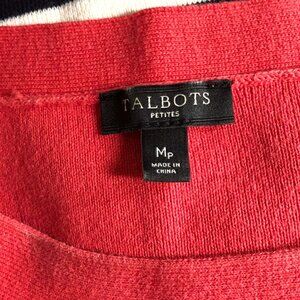 TALBOTS
PETITES
MP
MADE IN
CHINA